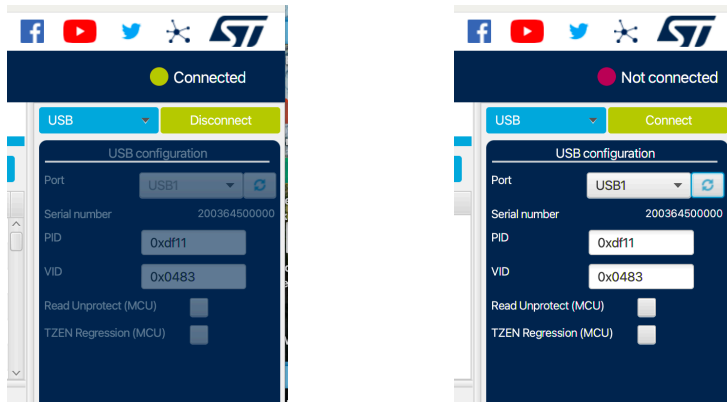 Connected
USB
Disconnect
USB configuration
Port
USB1
Serial number
200364500000
PID
0xdf11
VID
0x0483
Read Unprotect (MCU)
TZEN Regression (MCU)
Not connected
USB
Connect
USB configuration
Port
USB1
Serial number
200364500000
PID
0xdf11
VID
0x0483
Read Unprotect (MCU)
TZEN Regression (MCU)